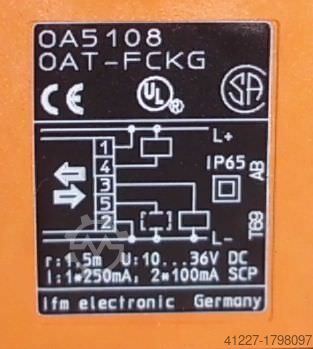 OA5108
OAT-FCKG
CE UL ® SA
L+
1
4
3
5
2
IP65
AB
T69
L-
r:1,5m U:10...36V DC
I:1*250mA, 2*100mA SCP
ifm electronic Germany
41227-1798097